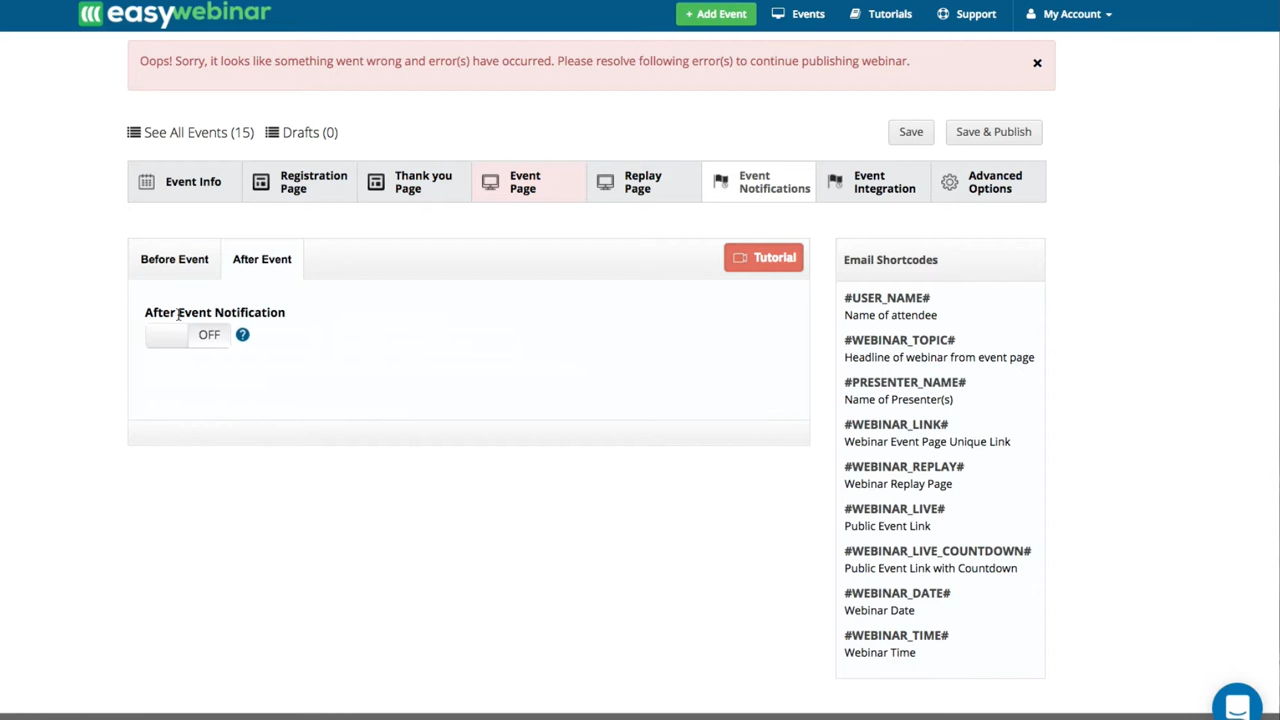 easywebinar
+ Add Event
Events
Tutorials
Support
My Account
Oops! Sorry, it looks like something went wrong and error(s) have occurred. Please resolve following error(s) to continue publishing webinar.
×
See All Events (15)
Drafts (0)
Save
Save & Publish
Event Info
Registration
Page
Thank you
Page
Event
Page
Replay
Page
Event
Notifications
Event
Integration
Advanced
Options
Before Event
After Event
Tutorial
After Event Notification
OFF
?
Email Shortcodes
#USER_NAME#
Name of attendee
#WEBINAR_TOPIC#
Headline of webinar from event page
#PRESENTER_NAME#
Name of Presenter(s)
#WEBINAR_LINK#
Webinar Event Page Unique Link
#WEBINAR_REPLAY#
Webinar Replay Page
#WEBINAR_LIVE#
Public Event Link
#WEBINAR_LIVE_COUNTDOWN#
Public Event Link with Countdown
#WEBINAR_DATE#
Webinar Date
#WEBINAR_TIME#
Webinar Time